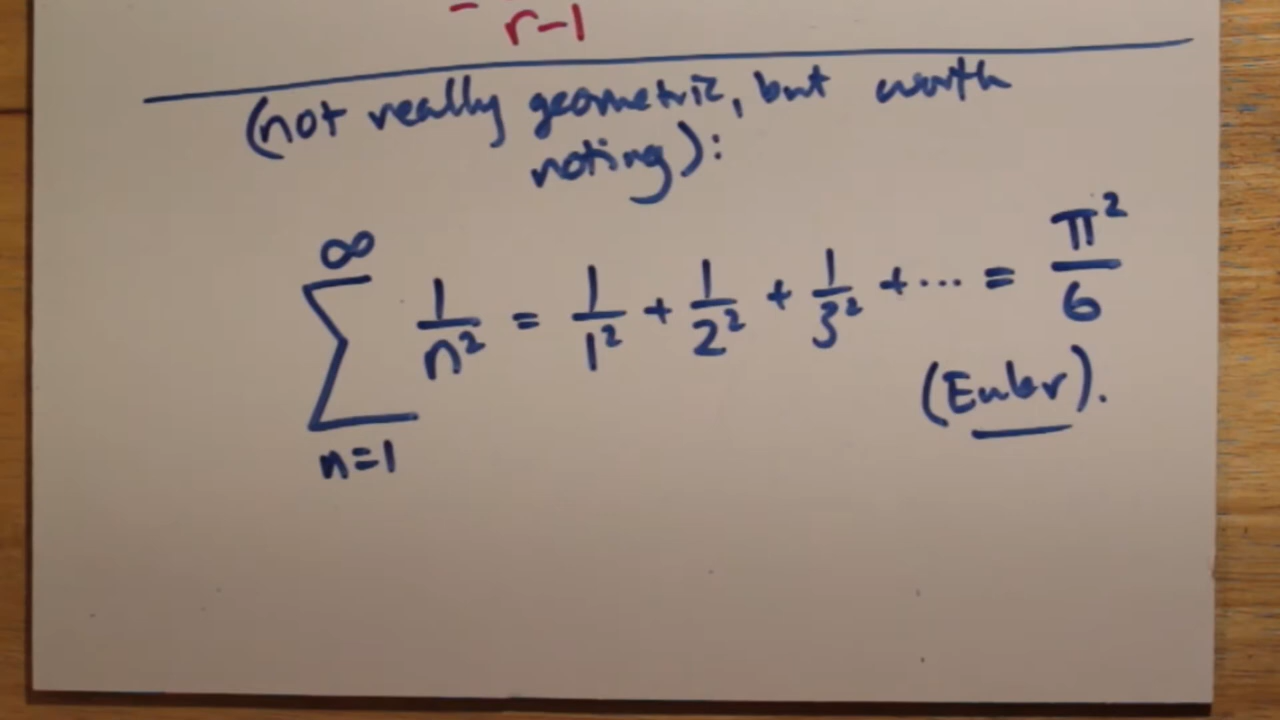 r-1
(not really geometric, but worth
noting):
∞
∑ 1/n² = 1/1² + 1/2² + 1/3² + ... = π²/6
n=1
(Euler).